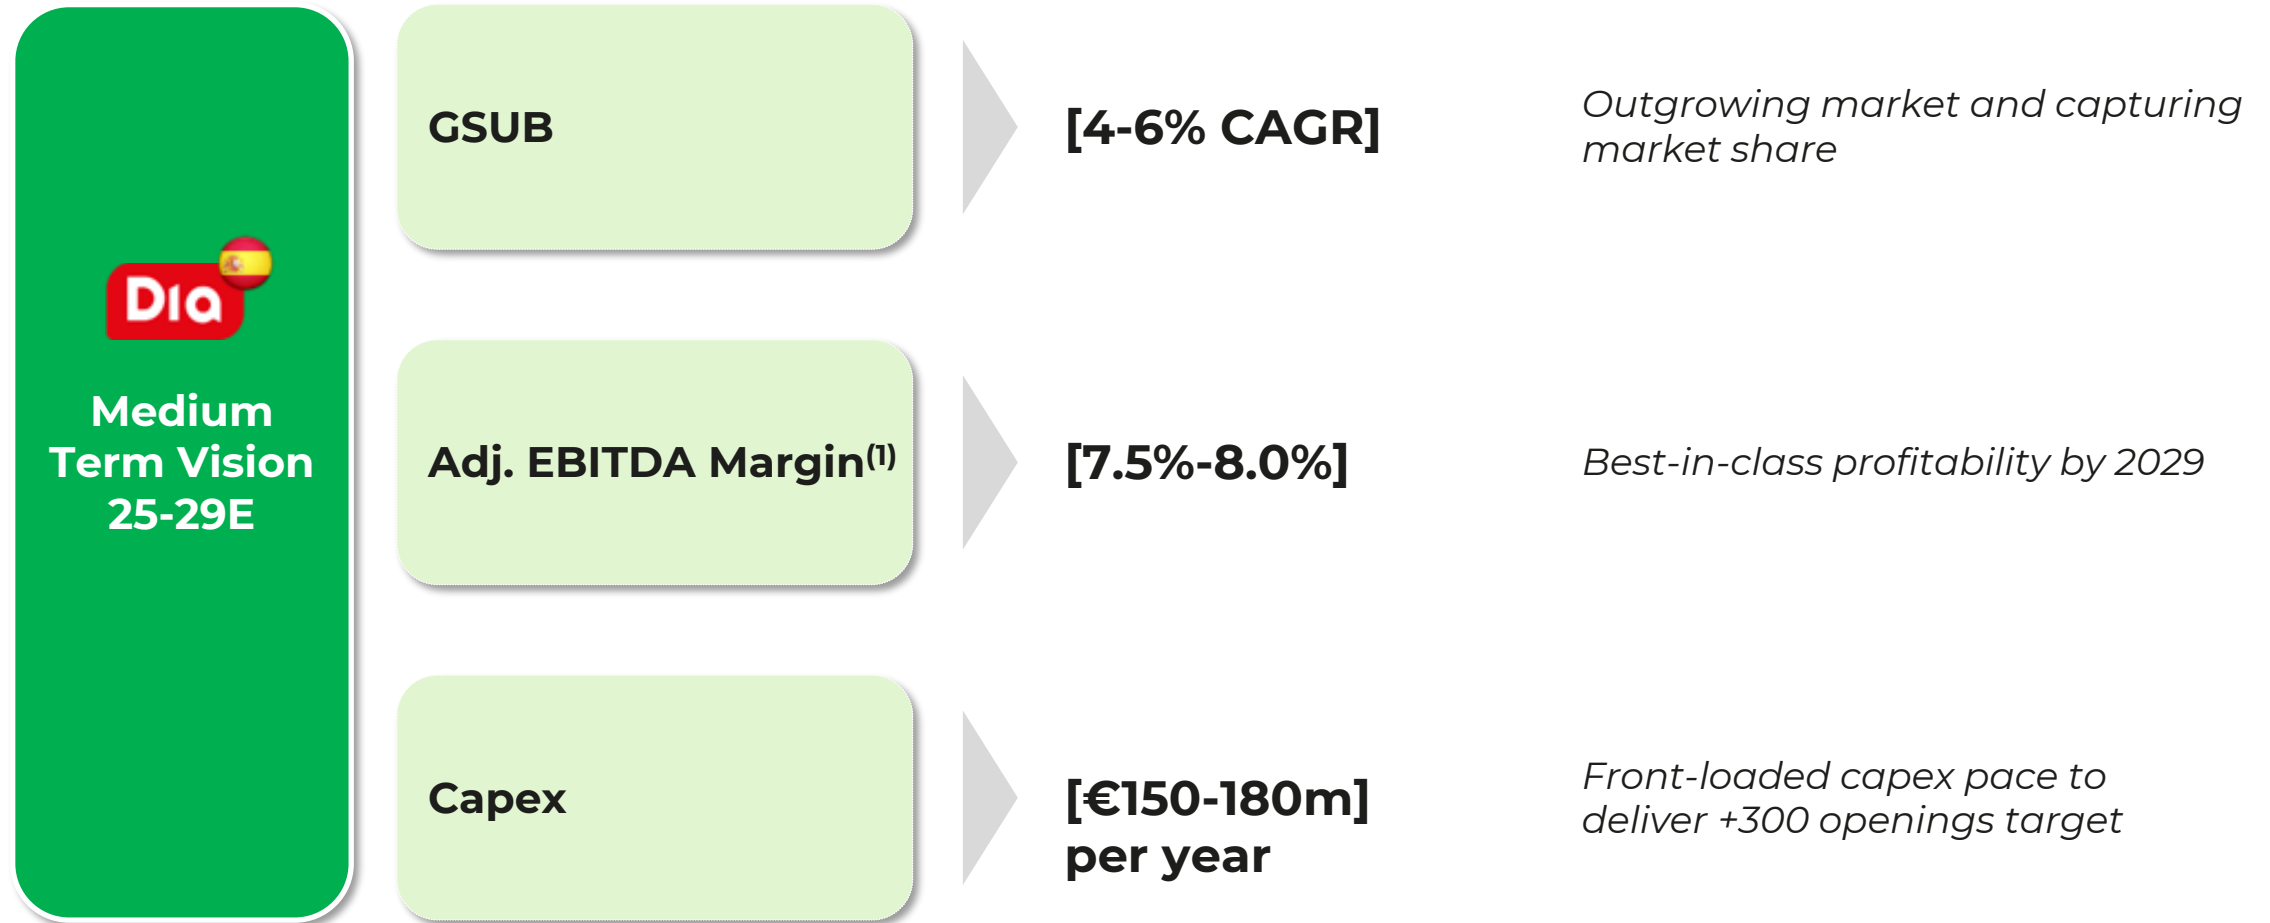 Dia
Medium
Term Vision
25-29E
GSUB
[4-6% CAGR]
Outgrowing market and capturing
market share
Adj. EBITDA Margin(1)
[7.5%-8.0%]
Best-in-class profitability by 2029
Capex
[€150-180m]
per year
Front-loaded capex pace to
deliver +300 openings target